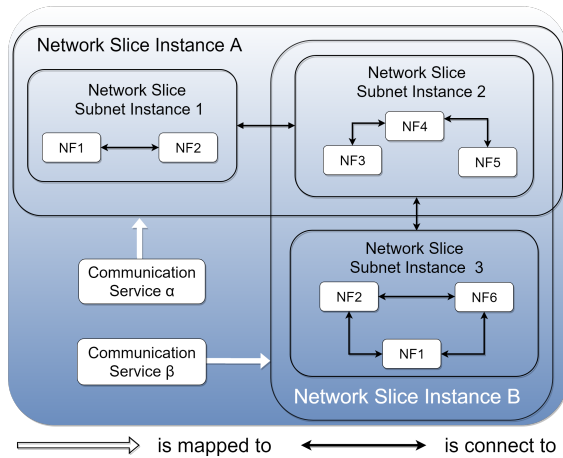 Network Slice Instance A
Network Slice
Subnet Instance 1
NF1
NF2
Network Slice
Subnet Instance 2
NF4
NF3
NF5
Network Slice
Subnet Instance 3
NF2
NF6
NF1
Communication
Service α
Communication
Service β
Network Slice Instance B
is mapped to
is connect to